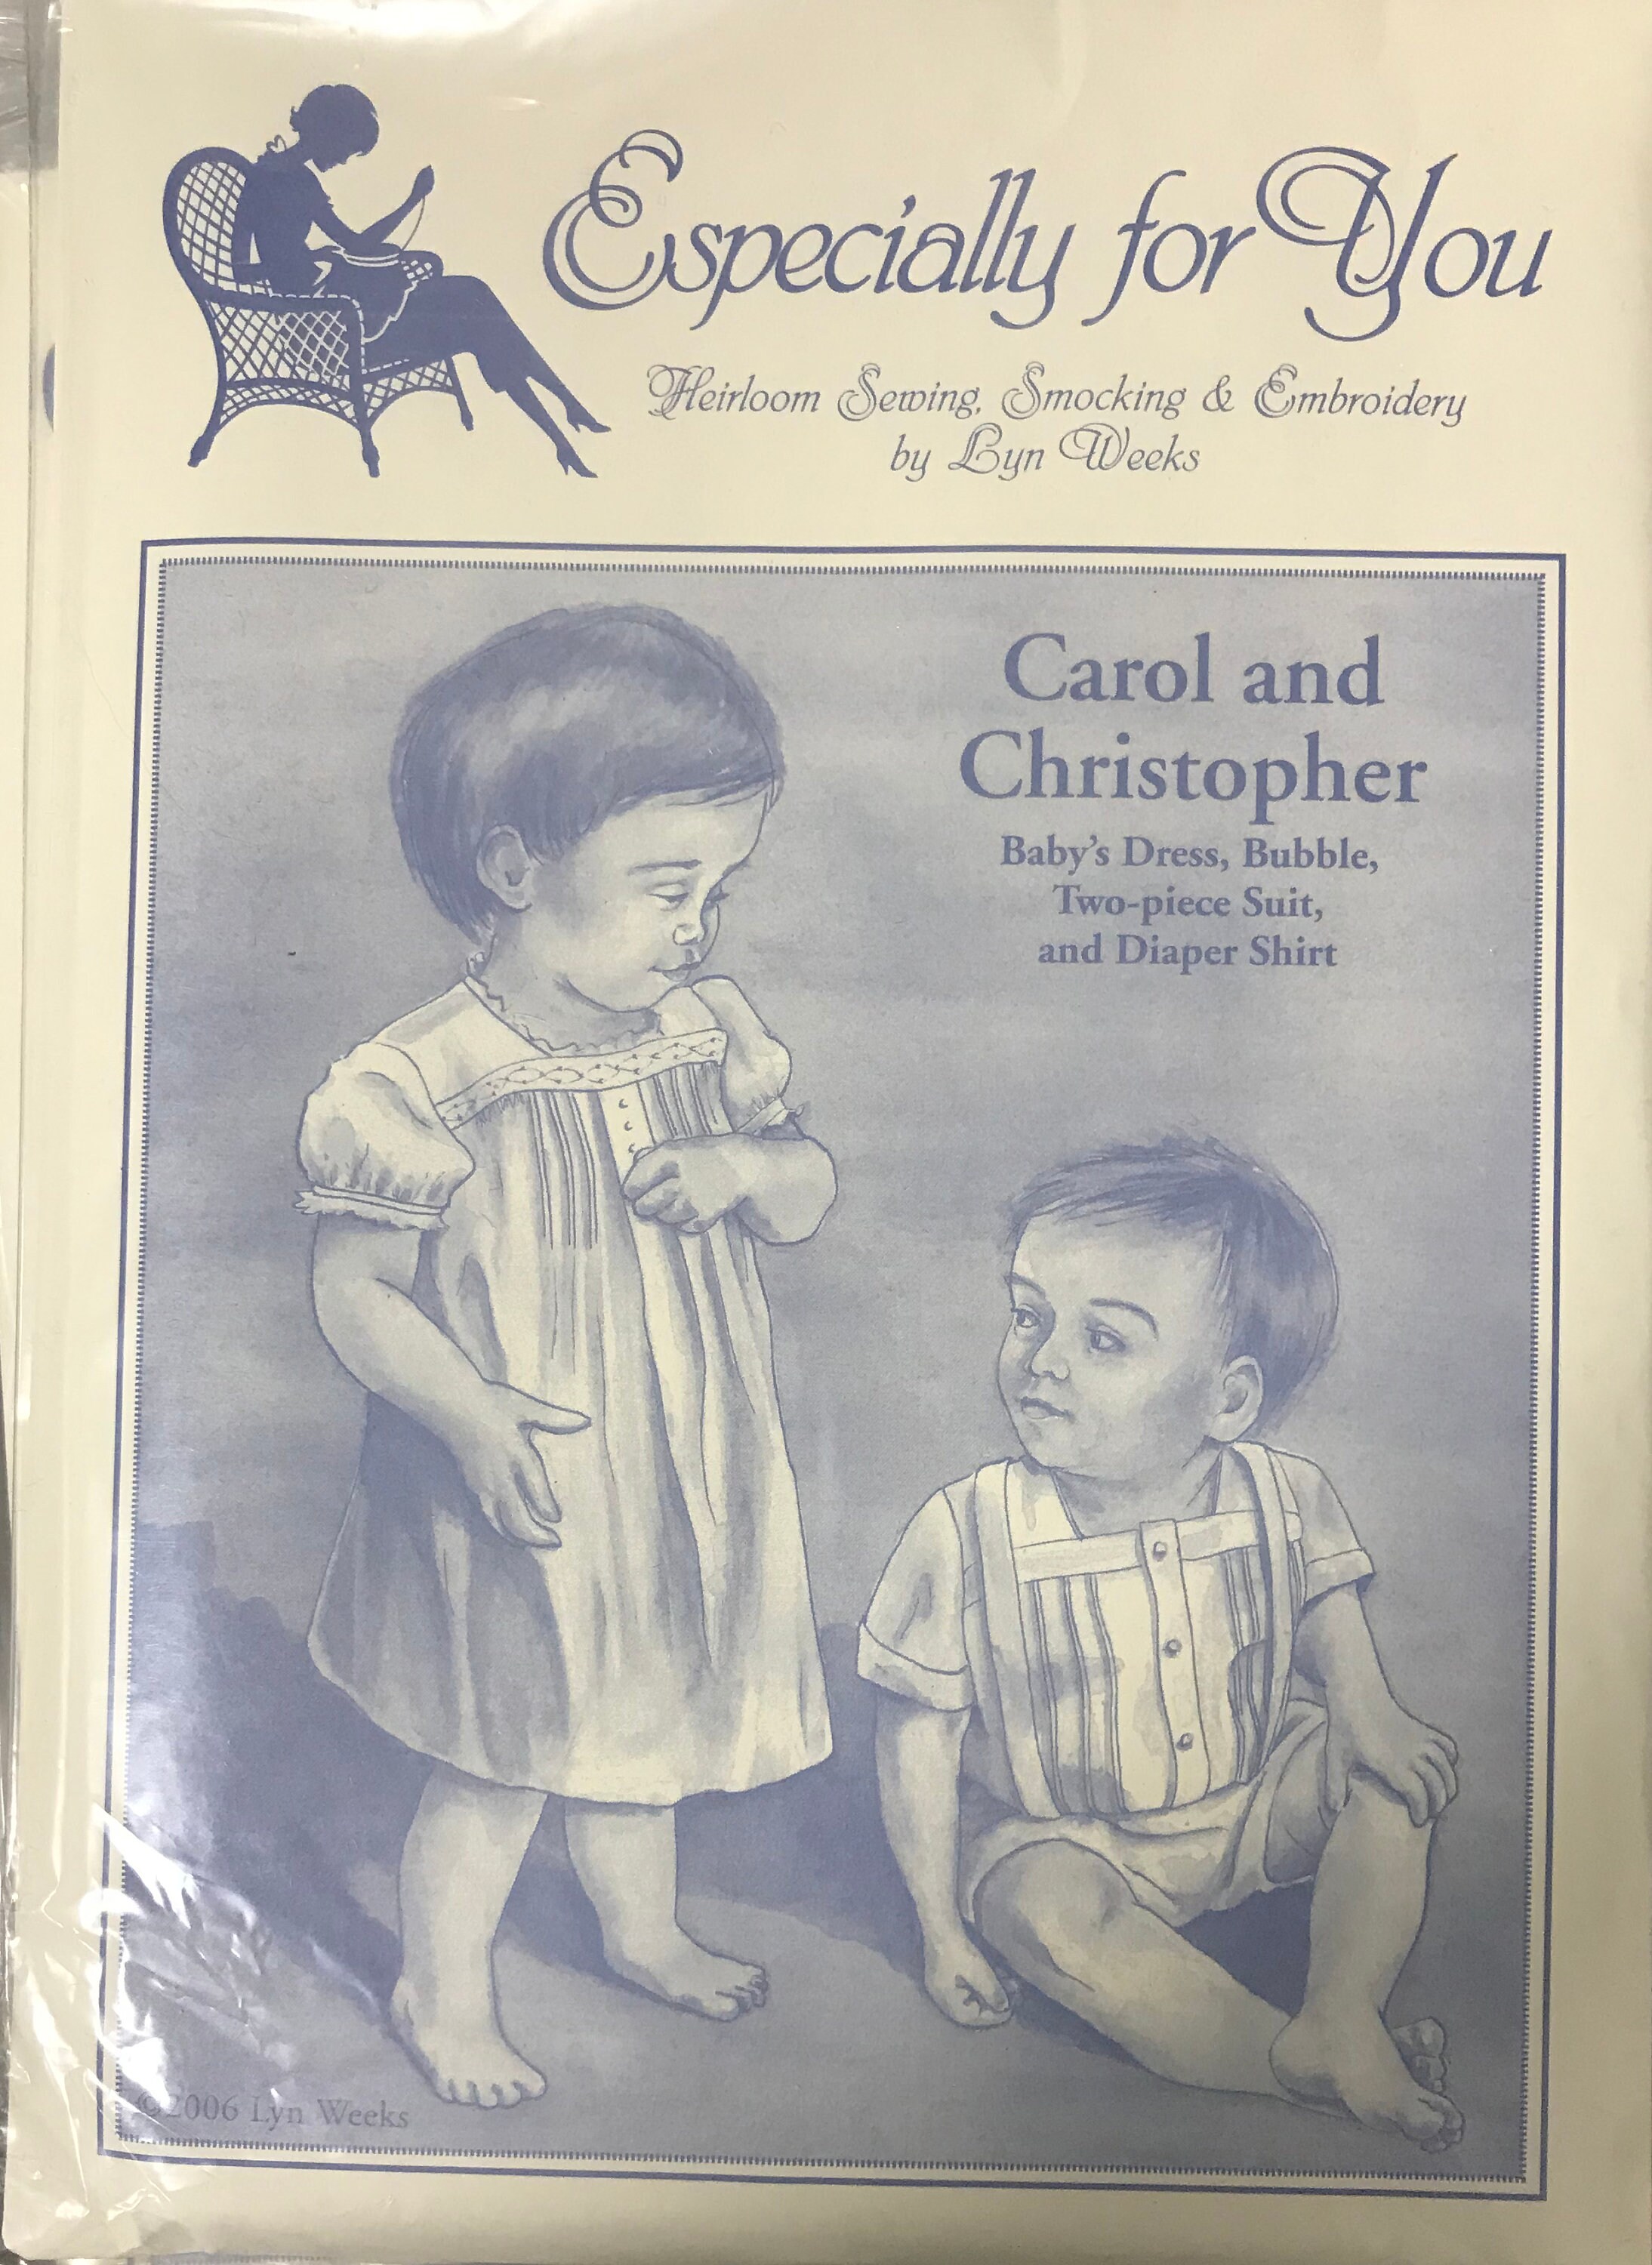 Especially for You
Heirloom Sewing, Smocking & Embroidery
by Lyn Weeks
Carol and
Christopher
Baby's Dress, Bubble,
Two-piece Suit,
and Diaper Shirt
©2006 Lyn Weeks